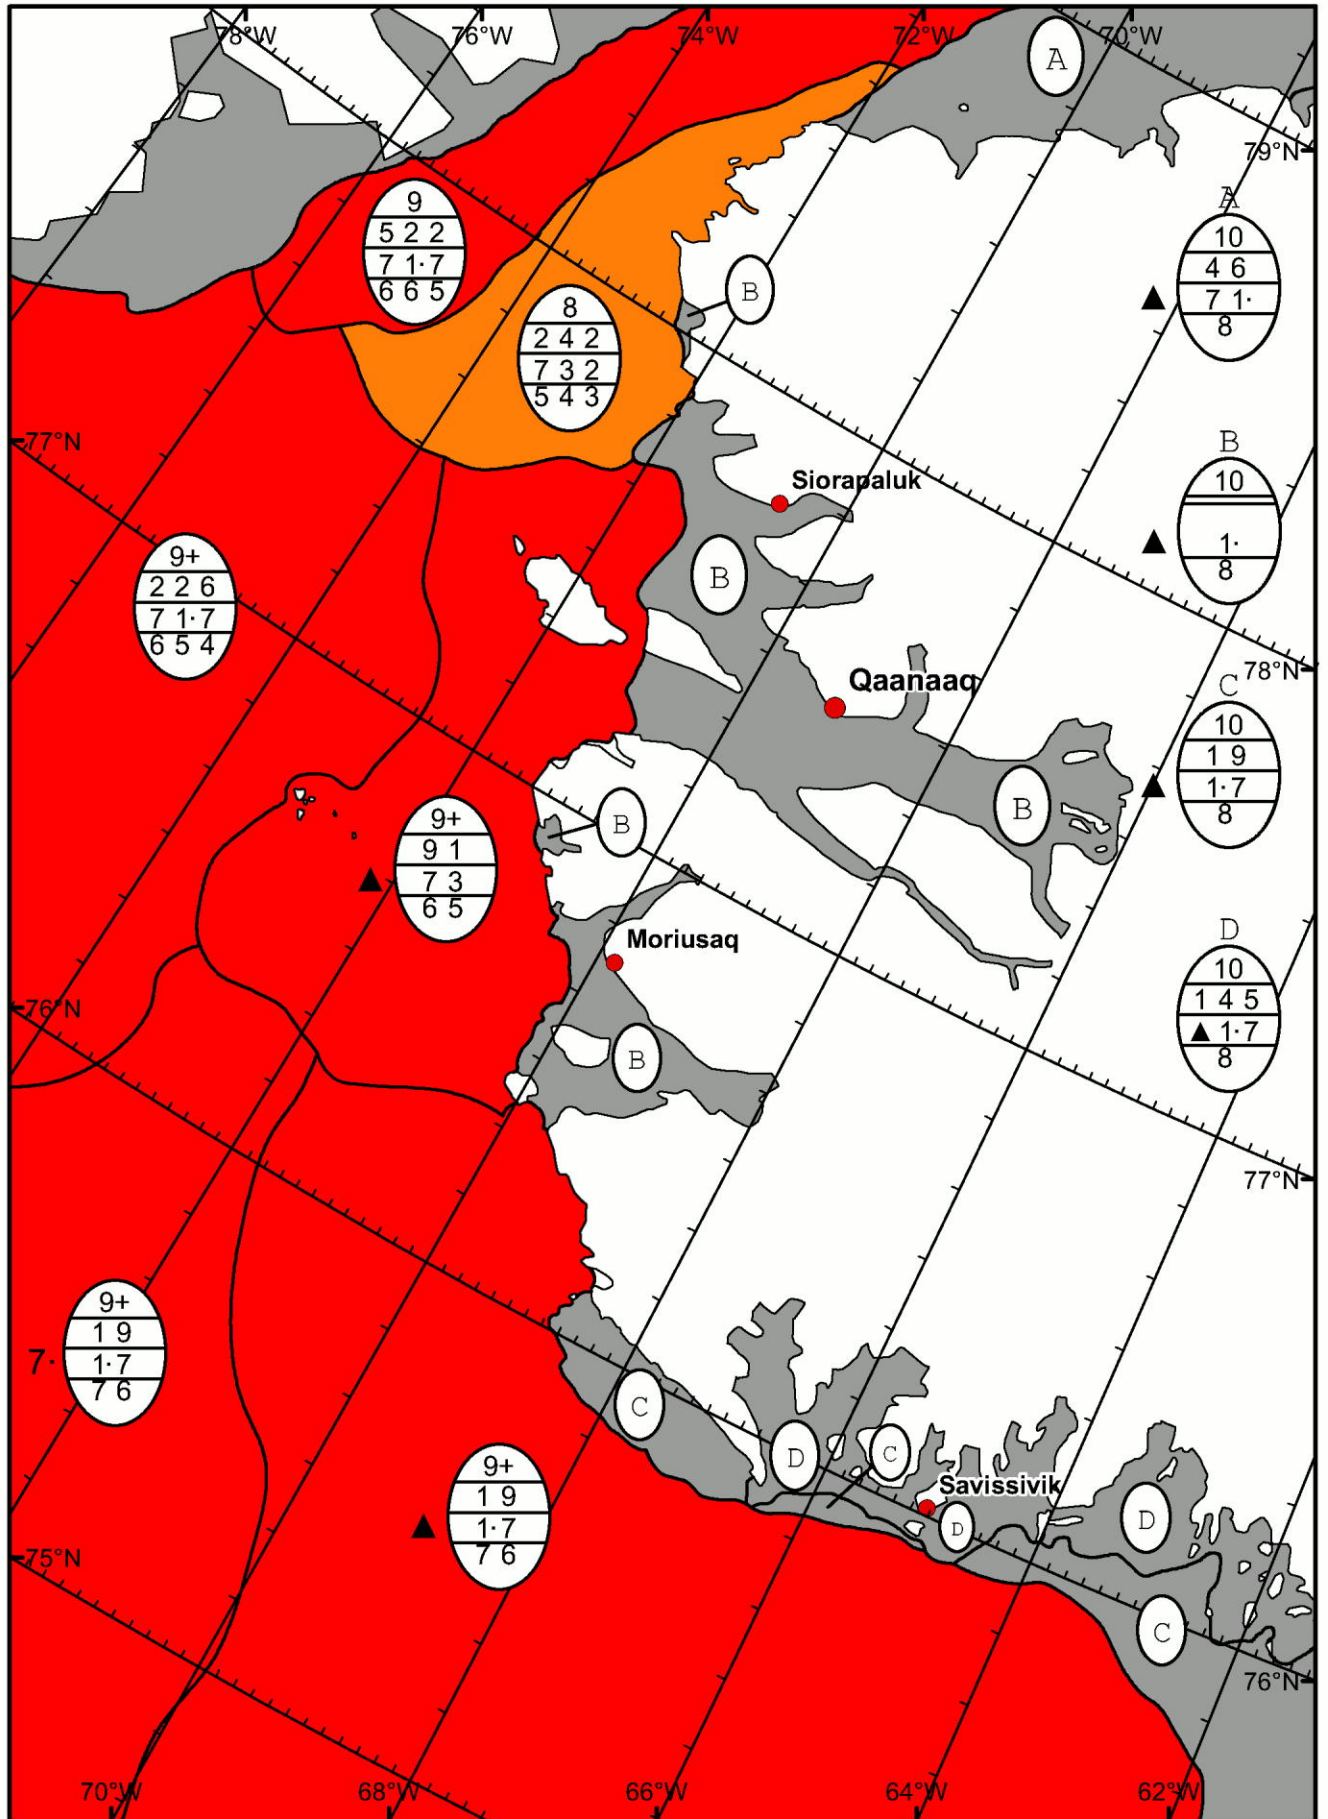 78°W
76°W
74°W
72°W
70°W
A
79°N
9
5 2 2
7 1· 7
6 6 5
A
10
4 6
7 1·
8
B
8
2 4 2
7 3 2
5 4 3
77°N
B
10
1·
8
Siorapaluk
9+
2 2 6
7 1· 7
6 5 4
B
78°N
Qaanaaq
C
10
1 9
1· 7
8
B
B
9+
9 1
7 3
6 5
Moriusaq
D
10
1 4 5
▲ 1· 7
8
76°N
B
77°N
9+
1 9
7· 1· 7
7 6
C
D
C
9+
1 9
1· 7
7 6
Savissivik
D
D
75°N
C
76°N
70°W
68°W
66°W
64°W
62°W